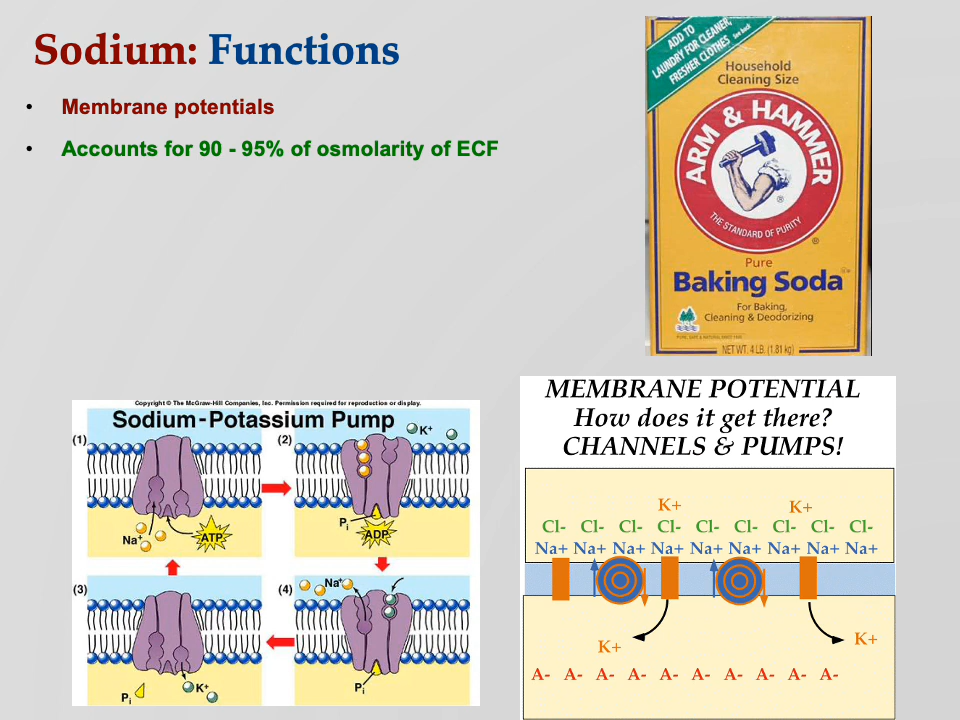 Sodium: Functions
• Membrane potentials
• Accounts for 90 - 95% of osmolarity of ECF
ADD TO
LAUNDRY FOR CLEANER,
FRESHER CLOTHES
Household
Cleaning Size
ARM & HAMMER
THE STANDARD OF PURITY
®
®
Pure
Baking Soda
For Baking,
Cleaning & Deodorizing
NET WT. 4 LB. (1.81 kg)
Copyright © The McGraw-Hill Companies, Inc. Permission required for reproduction or display.
Sodium-Potassium Pump
(1)
(2)
K+
Na+
ATP
Pi
ADP
(3)
(4)
Na+
Pi
K+
Pi
MEMBRANE POTENTIAL
How does it get there?
CHANNELS & PUMPS!
K+ K+
Cl- Cl- Cl- Cl- Cl- Cl- Cl- Cl- Cl-
Na+ Na+ Na+ Na+ Na+ Na+ Na+ Na+ Na+
K+ K+
A- A- A- A- A- A- A- A- A- A-